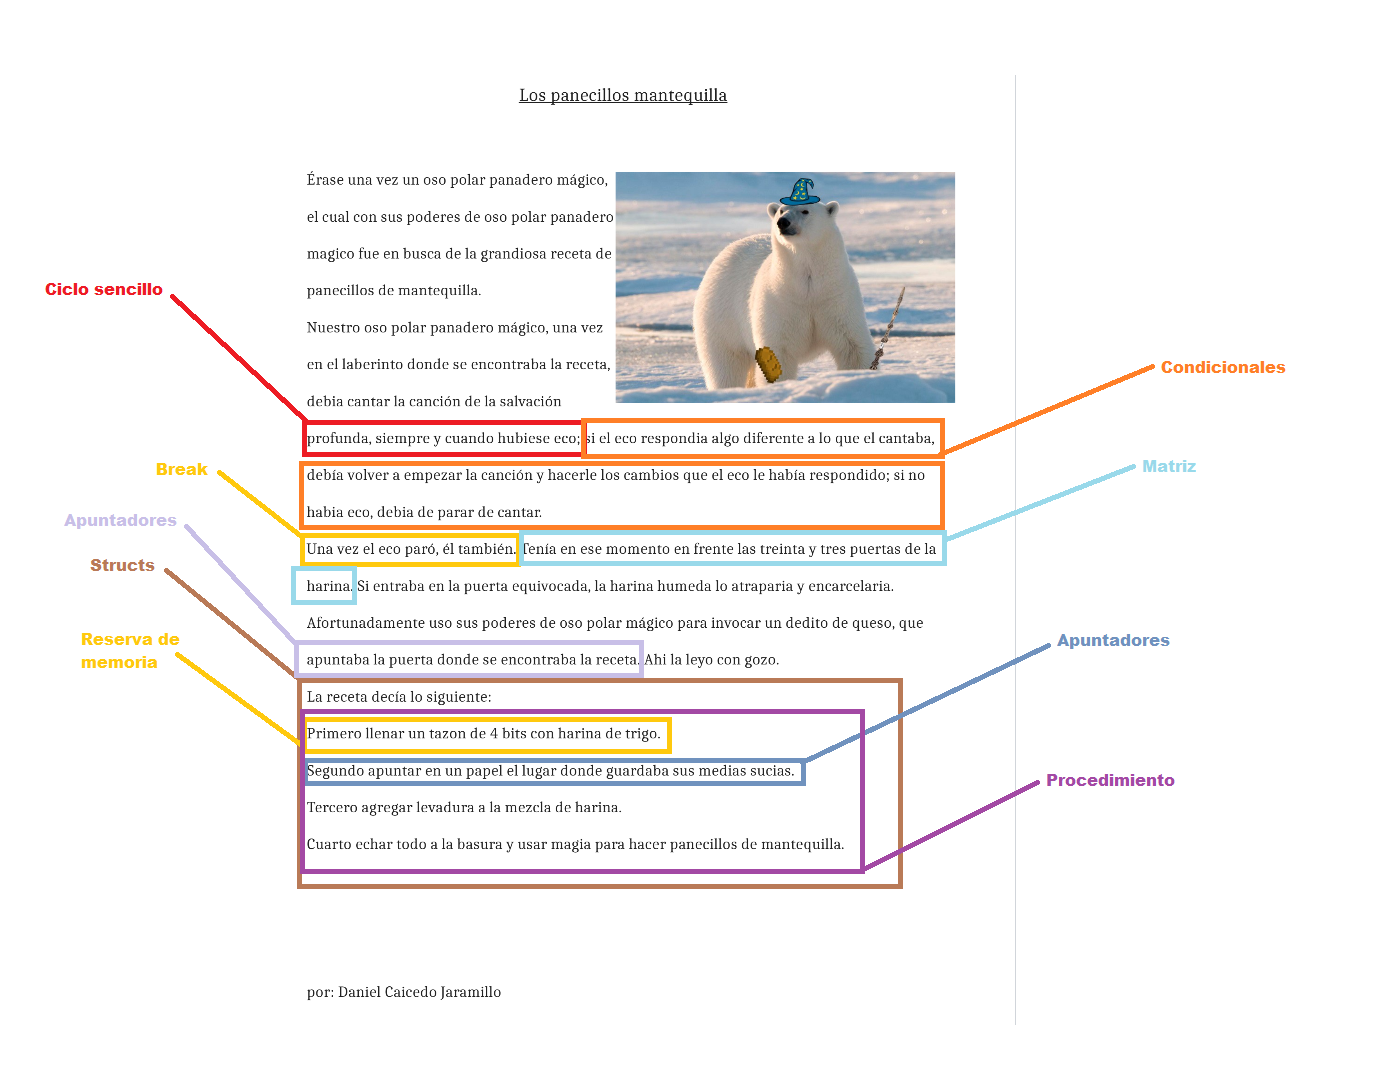 Los panecillos mantequilla
Érase una vez un oso polar panadero mágico,
el cual con sus poderes de oso polar panadero
magico fue en busca de la grandiosa receta de
panecillos de mantequilla.
Nuestro oso polar panadero mágico, una vez
en el laberinto donde se encontraba la receta,
debia cantar la canción de la salvación
profunda, siempre y cuando hubiese eco; si el eco respondia algo diferente a lo que el cantaba,
debía volver a empezar la canción y hacerle los cambios que el eco le había respondido; si no
habia eco, debia de parar de cantar.
Una vez el eco paró, él también. Tenía en ese momento en frente las treinta y tres puertas de la
harina. Si entraba en la puerta equivocada, la harina humeda lo atraparia y encarcelaria.
Afortunadamente uso sus poderes de oso polar mágico para invocar un dedito de queso, que
apuntaba la puerta donde se encontraba la receta. Ahi la leyo con gozo.
La receta decía lo siguiente:
Primero llenar un tazon de 4 bits con harina de trigo.
Segundo apuntar en un papel el lugar donde guardaba sus medias sucias.
Tercero agregar levadura a la mezcla de harina.
Cuarto echar todo a la basura y usar magia para hacer panecillos de mantequilla.
por: Daniel Caicedo Jaramillo
Ciclo sencillo
Break
Apuntadores
Structs
Reserva de
memoria
Condicionales
Matriz
Apuntadores
Procedimiento